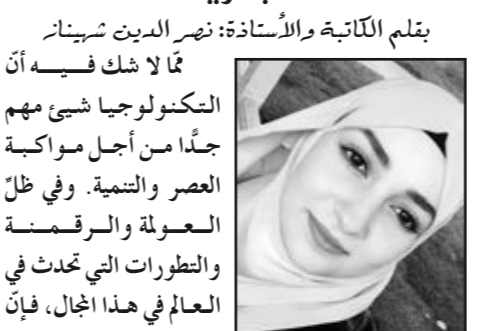 بقلم الكاتبة والأستاذة: نصر الدين شهيناز
ممّا لا شك فيه أنّ
التكنولوجيا شيئ مهم
جدًّا من أجل مواكبة
العصر والتنمية. وفي ظلِّ
العولمة والرقمنة
والتطورات التي تحدث في
العالم في هذا المجال، فإنّ